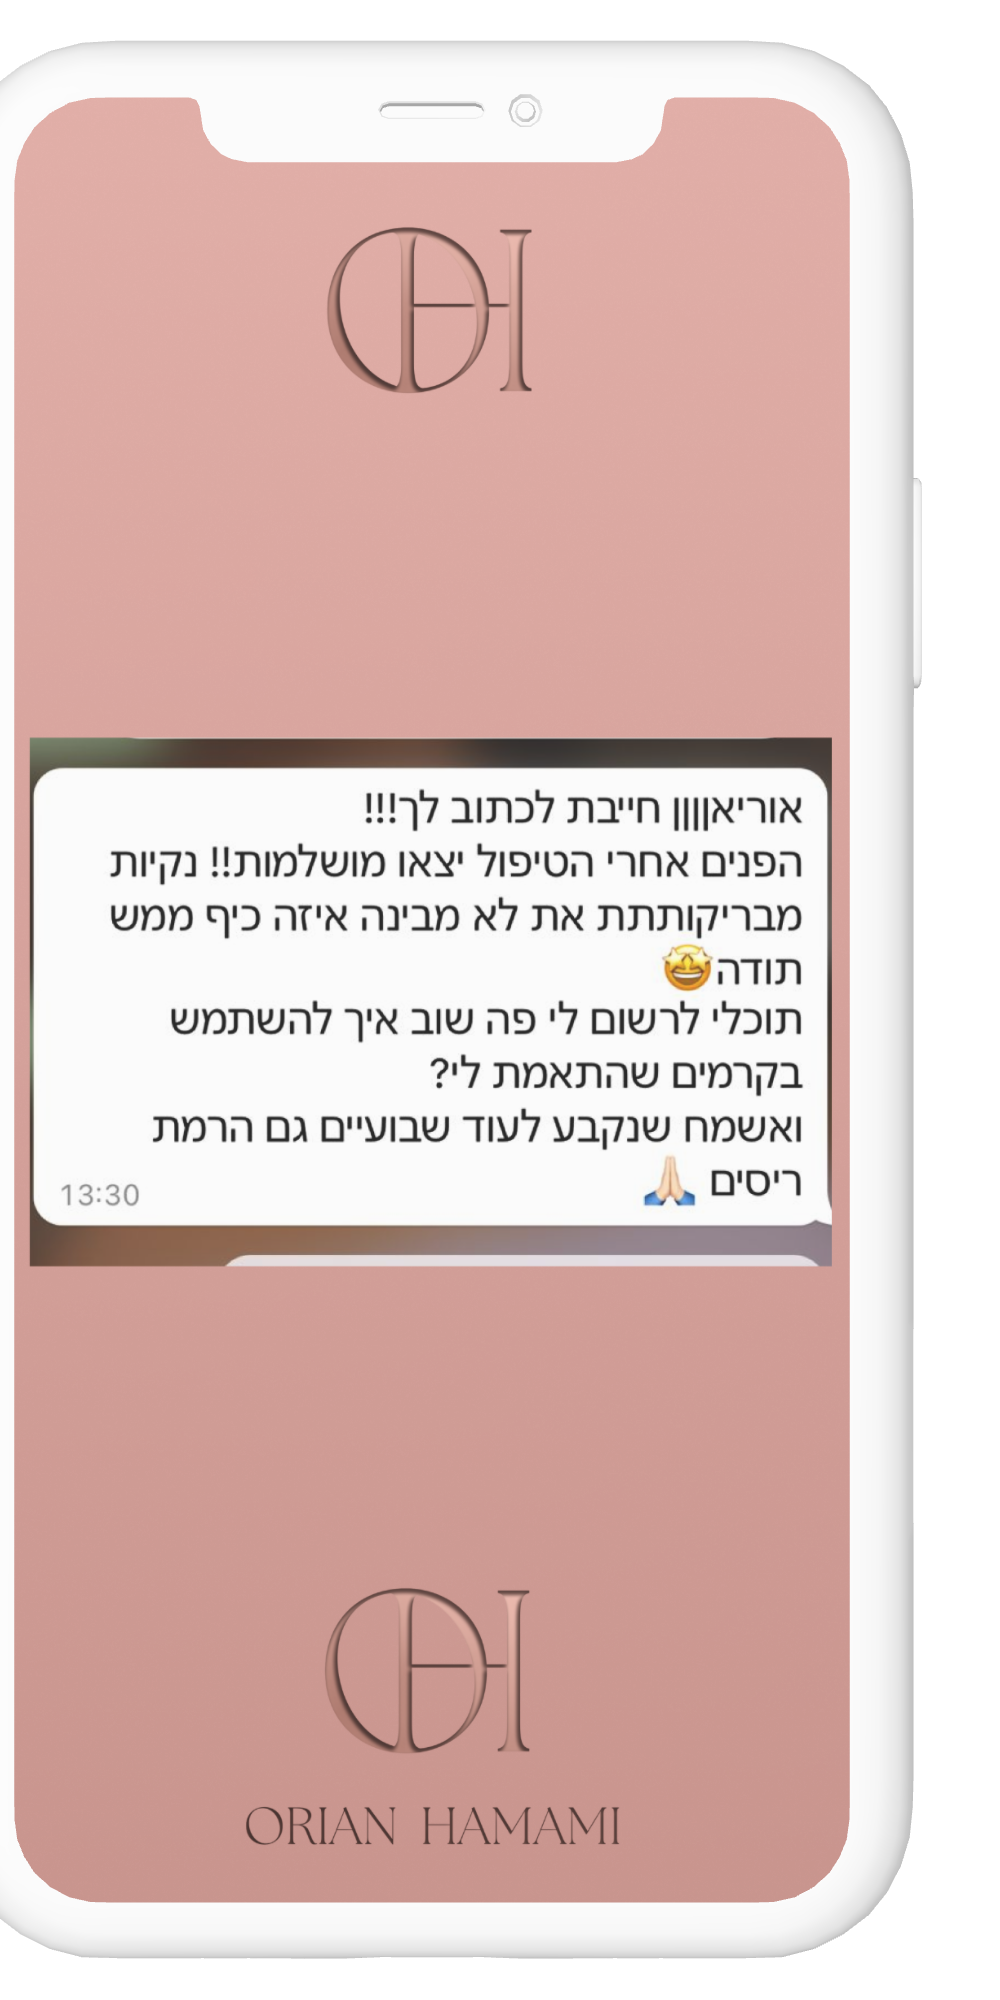 OH
אוריאןןןן חייבת לכתוב לך!!!
הפנים אחרי הטיפול יצאו מושלמות!! נקיות
מבריקותתת את לא מבינה איזה כיף ממש
תודה🤩
תוכלי לרשום לי פה שוב איך להשתמש
בקרמים שהתאמת לי?
ואשמח שנקבע לעוד שבועיים גם הרמת
ריסים 🙏🏻
13:30
OH
ORIAN HAMAMI